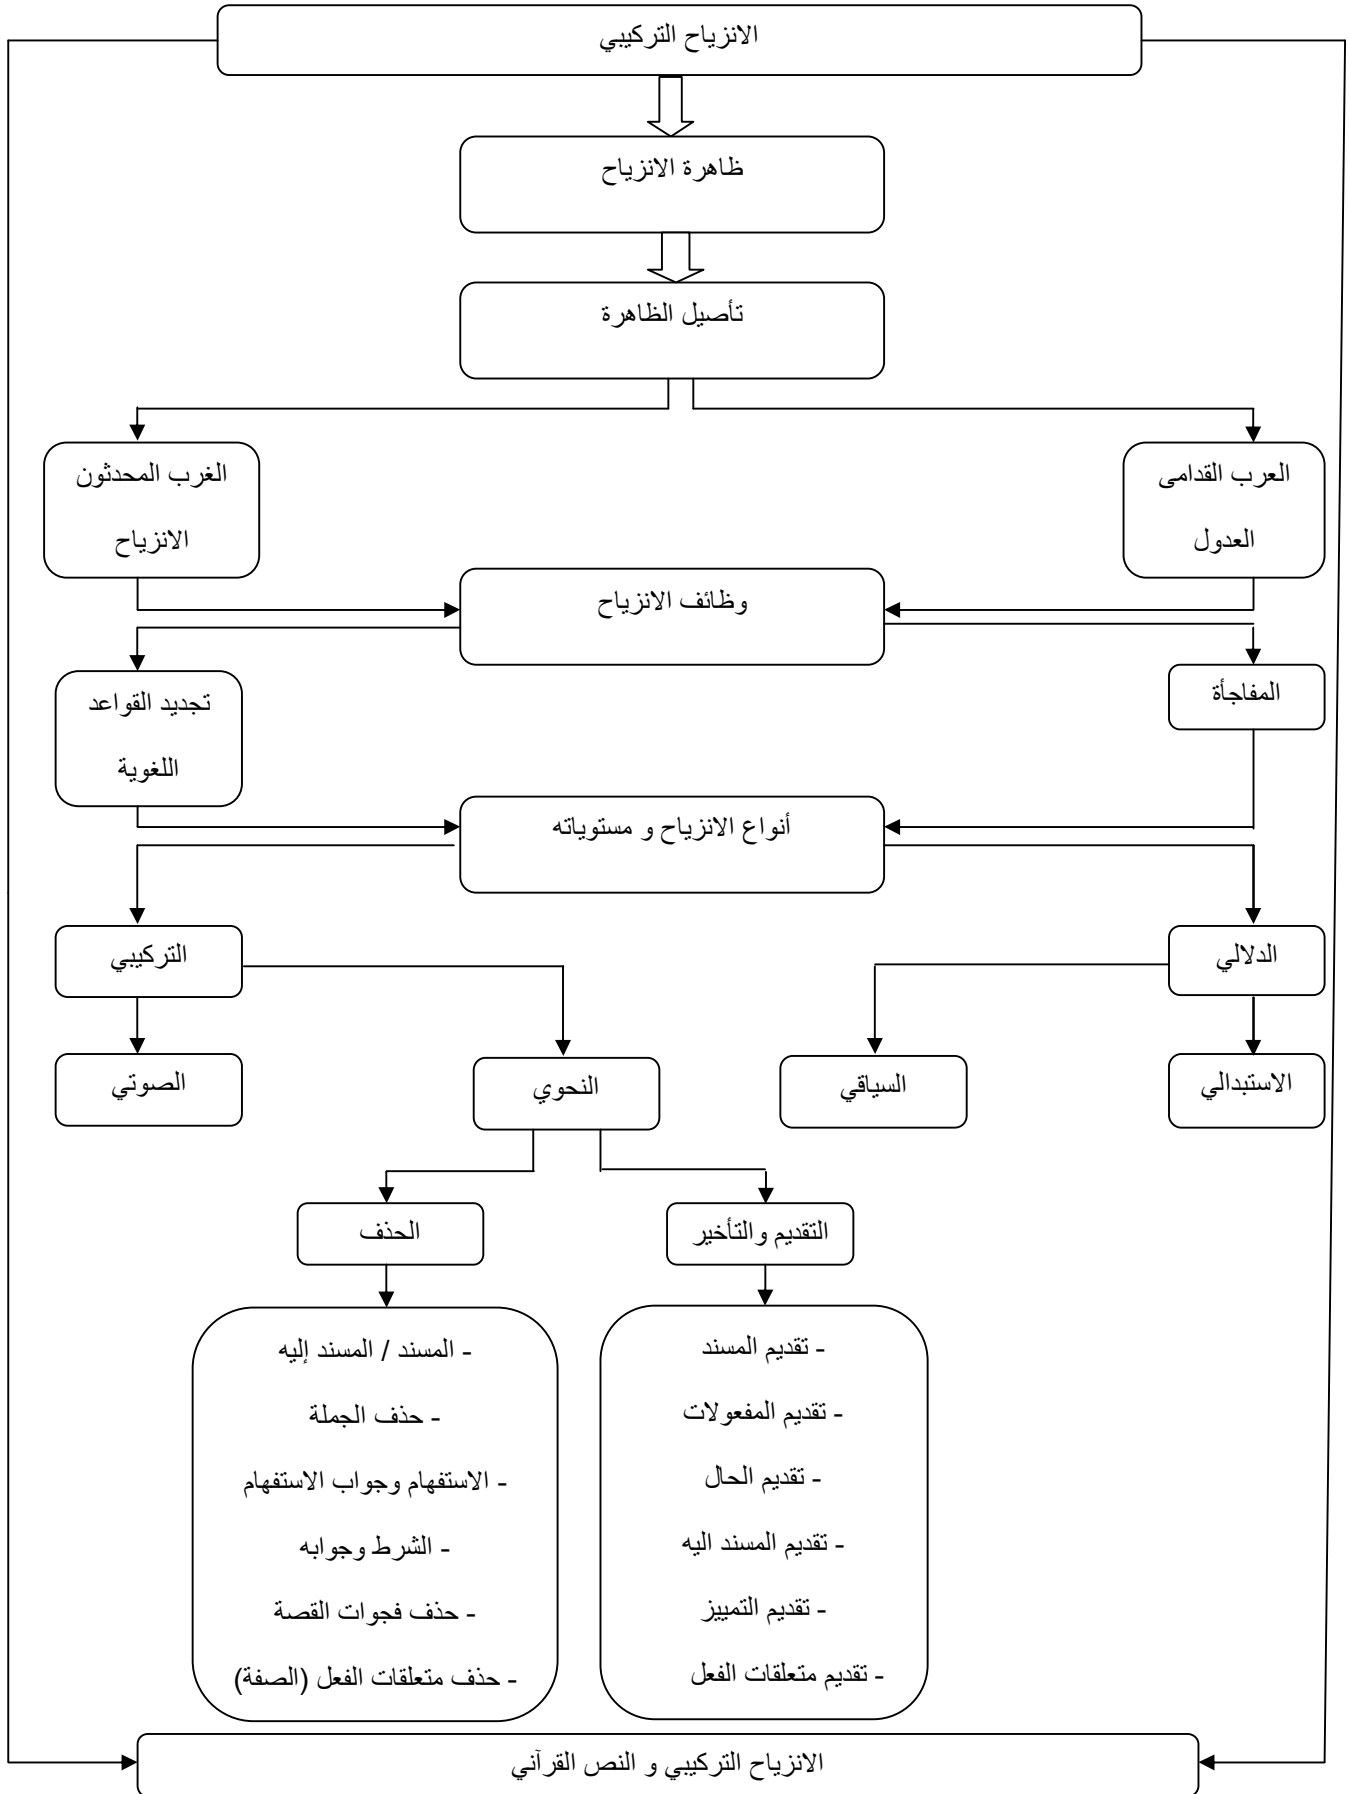 الانزياح التركيبي
ظاهرة الانزياح
تأصيل الظاهرة
العرب القدامى
العدول
الغرب المحدثون
الانزياح
وظائف الانزياح
المفاجأة
تجديد القواعد
اللغوية
أنواع الانزياح و مستوياته
الدلالي
التركيبي
الاستبدالي
السياقي
النحوي
الصوتي
التقديم والتأخير
الحذف
- تقديم المسند
- تقديم المفعولات
- تقديم الحال
- تقديم المسند اليه
- تقديم التمييز
- تقديم متعلقات الفعل
- المسند / المسند إليه
- حذف الجملة
- الاستفهام وجواب الاستفهام
- الشرط وجوابه
- حذف فجوات القصة
- حذف متعلقات الفعل (الصفة)
الانزياح التركيبي و النص القرآني